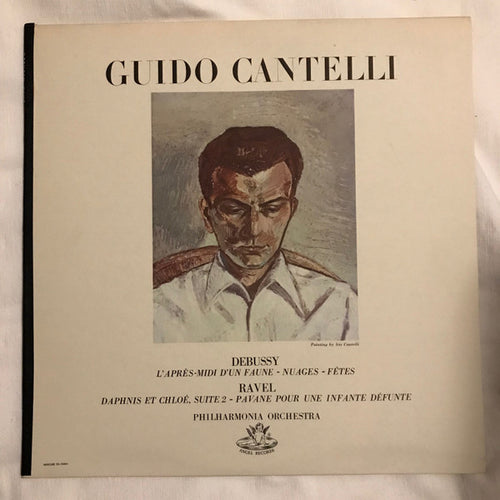 GUIDO CANTELLI
Painting by Iris Cantelli
DEBUSSY
L'APRÈS-MIDI D'UN FAUNE - NUAGES - FÊTES
RAVEL
DAPHNIS ET CHLOÉ, SUITE 2 - PAVANE POUR UNE INFANTE DÉFUNTE
PHILHARMONIA ORCHESTRA
ANGEL RECORDS